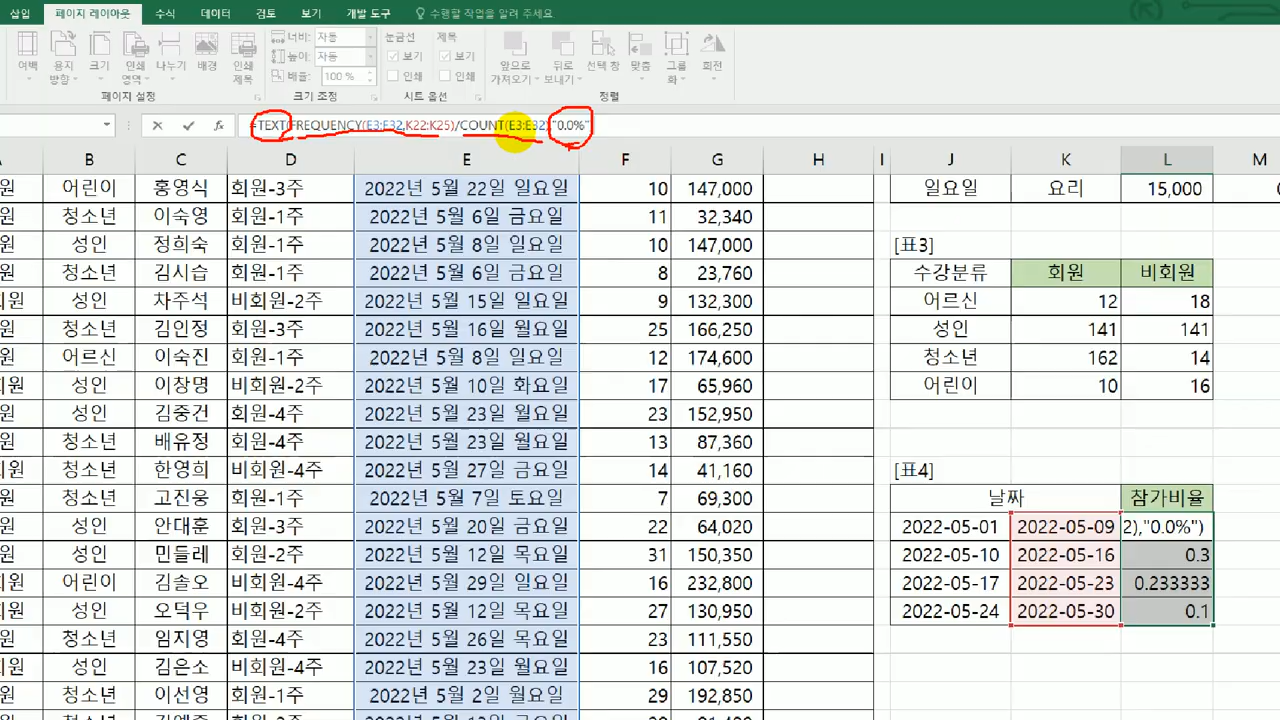 삽입 페이지 레이아웃 수식 데이터 검토 보기 개발 도구 수행할 작업을 알려 주세요.
너비: 자동 눈금선 제목
높이: 자동 보기 보기
배율: 100 % 인쇄 인쇄
여백 용지 방향 크기 인쇄 영역 나누기 배경 인쇄 제목 앞으로 가져오기 뒤로 보내기 선택 창 맞춤 그룹화 회전
페이지 설정 크기 조정 시트 옵션 정렬
fx =TEXT(FREQUENCY(E3:E32,K22:K25)/COUNT(E3:E32),"0.0%"
B C D E F G H I J K L M
원 어린이 홍영식 회원-3주 2022년 5월 22일 일요일 10 147,000 일요일 요리 15,000
원 청소년 이숙영 회원-1주 2022년 5월 6일 금요일 11 32,340
원 성인 정희숙 회원-1주 2022년 5월 8일 일요일 10 147,000 [표3]
원 청소년 김시습 회원-1주 2022년 5월 6일 금요일 8 23,760 수강분류 회원 비회원
회원 성인 차주석 비회원-2주 2022년 5월 15일 일요일 9 132,300 어르신 12 18
원 청소년 김인정 회원-3주 2022년 5월 16일 월요일 25 166,250 성인 141 141
원 어르신 이숙진 회원-1주 2022년 5월 8일 일요일 12 174,600 청소년 162 14
회원 성인 이창명 비회원-2주 2022년 5월 10일 화요일 17 65,960 어린이 10 16
원 성인 김중건 회원-4주 2022년 5월 23일 월요일 23 152,950
원 청소년 배유정 회원-4주 2022년 5월 23일 월요일 13 87,360
회원 청소년 한영희 비회원-4주 2022년 5월 27일 금요일 14 41,160 [표4]
원 청소년 고진웅 회원-1주 2022년 5월 7일 토요일 7 69,300 날짜 참가비율
원 성인 안대훈 회원-3주 2022년 5월 20일 금요일 22 64,020 2022-05-01 2022-05-09 2),"0.0%")
원 성인 민들레 회원-2주 2022년 5월 12일 목요일 31 150,350 2022-05-10 2022-05-16 0.3
회원 어린이 김솔오 비회원-4주 2022년 5월 29일 일요일 16 232,800 2022-05-17 2022-05-23 0.233333
회원 성인 오덕우 비회원-2주 2022년 5월 12일 목요일 27 130,950 2022-05-24 2022-05-30 0.1
원 청소년 임지영 회원-4주 2022년 5월 26일 목요일 23 111,550
회원 성인 김은소 비회원-4주 2022년 5월 23일 월요일 16 107,520
원 청소년 이선영 회원-1주 2022년 5월 2일 월요일 29 192,850